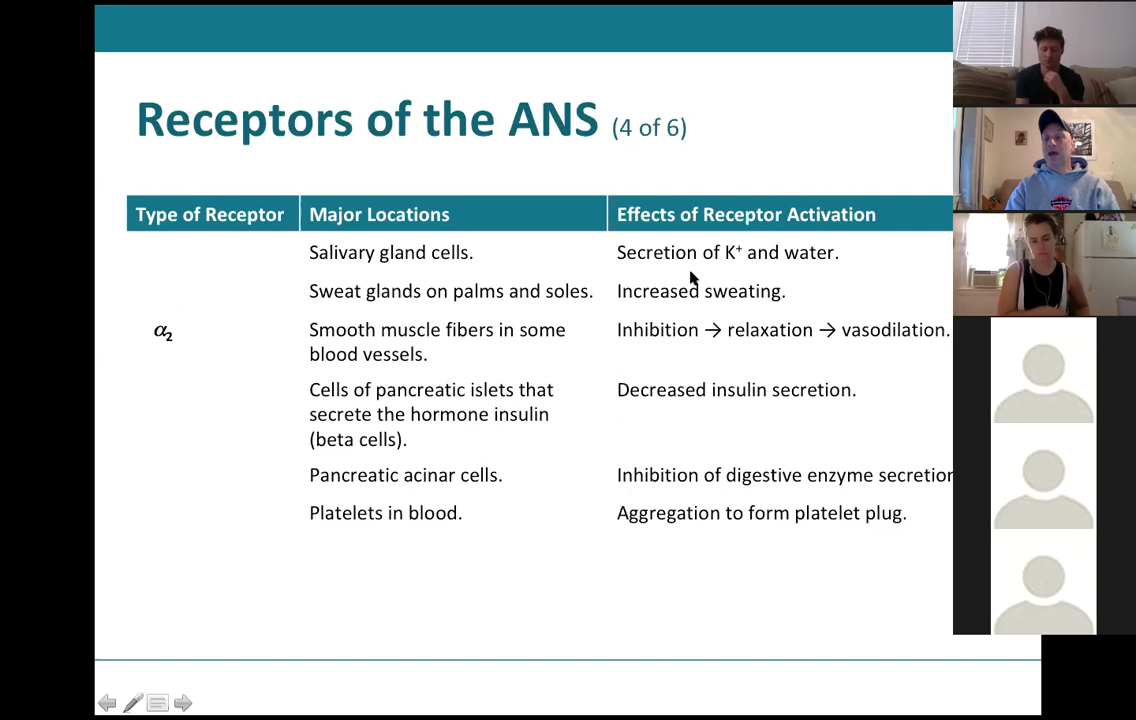 Receptors of the ANS (4 of 6)
Type of Receptor Major Locations Effects of Receptor Activation
Salivary gland cells. Secretion of K⁺ and water.
Sweat glands on palms and soles. Increased sweating.
α₂ Smooth muscle fibers in some Inhibition → relaxation → vasodilation.
blood vessels.
Cells of pancreatic islets that Decreased insulin secretion.
secrete the hormone insulin
(beta cells).
Pancreatic acinar cells. Inhibition of digestive enzyme secretion
Platelets in blood. Aggregation to form platelet plug.